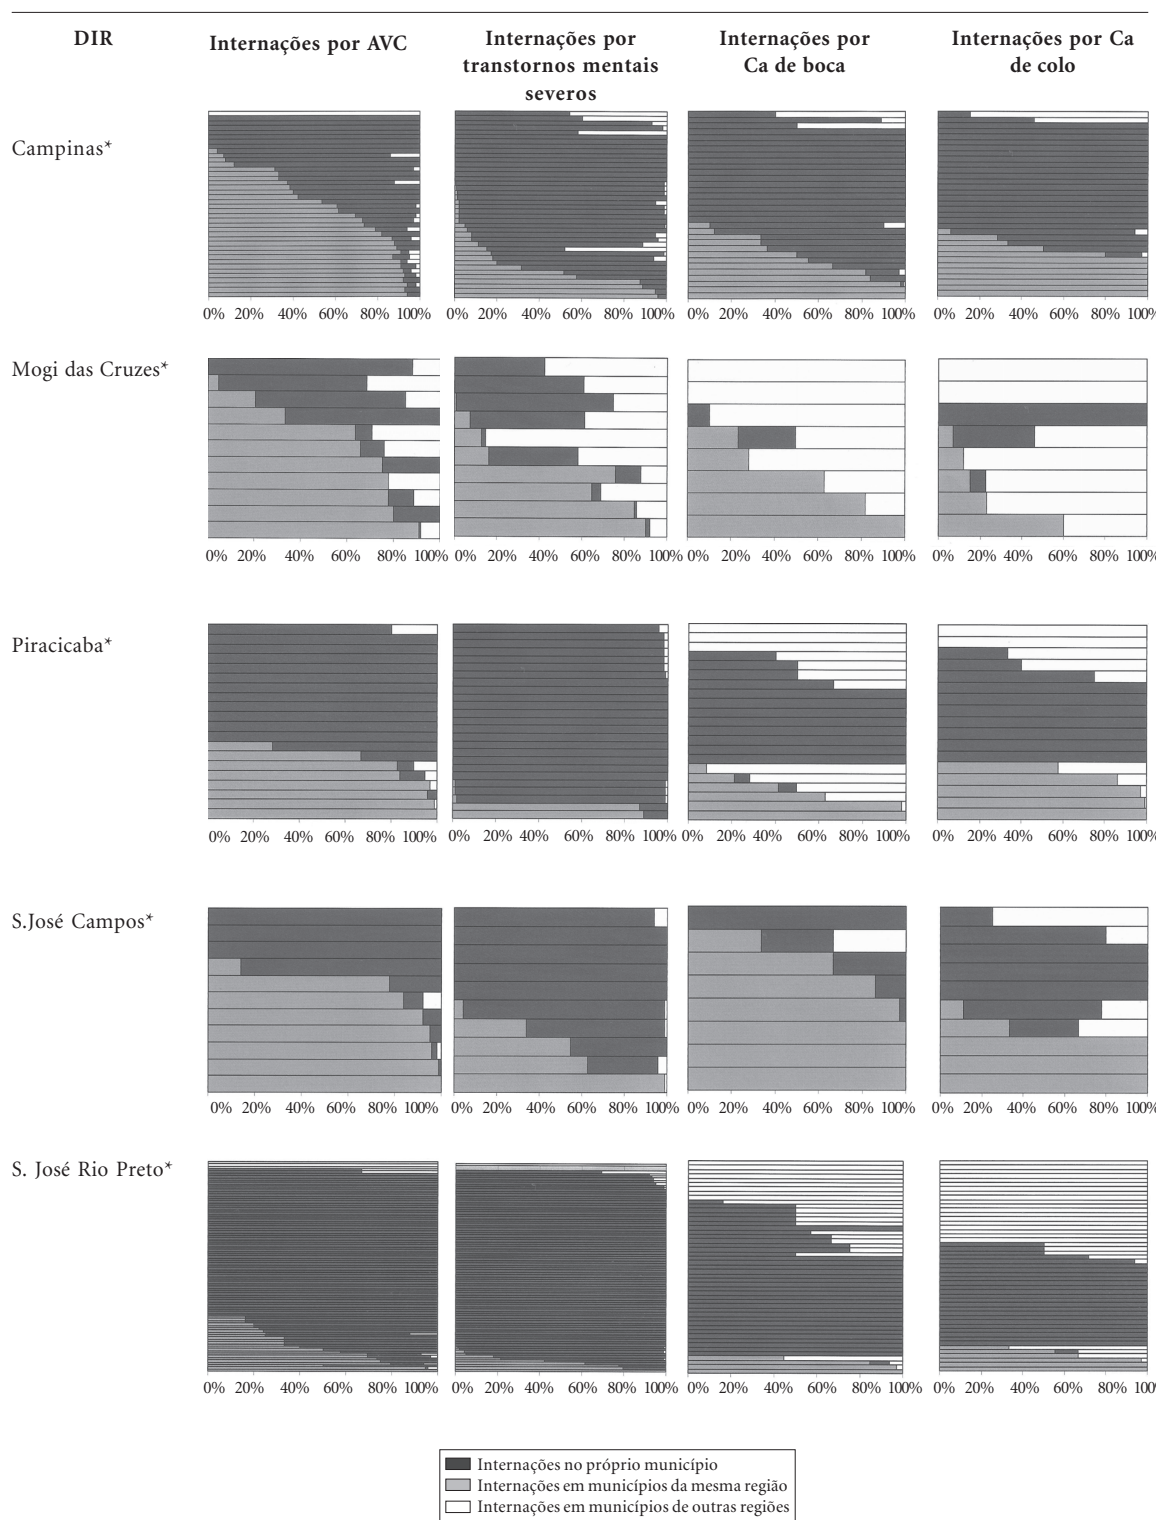 DIR
Internações por AVC
Internações por
transtornos mentais
severos
Internações por
Ca de boca
Internações por Ca
de colo
Campinas*
0% 20% 40% 60% 80% 100%
0% 20% 40% 60% 80% 100%
0% 20% 40% 60% 80% 100%
0% 20% 40% 60% 80% 100%
Mogi das Cruzes*
0% 20% 40% 60% 80% 100%
0% 20% 40% 60% 80% 100%
0% 20% 40% 60% 80% 100%
0% 20% 40% 60% 80% 100%
Piracicaba*
0% 20% 40% 60% 80% 100%
0% 20% 40% 60% 80% 100%
0% 20% 40% 60% 80% 100%
0% 20% 40% 60% 80% 100%
S.José Campos*
0% 20% 40% 60% 80% 100%
0% 20% 40% 60% 80% 100%
0% 20% 40% 60% 80% 100%
0% 20% 40% 60% 80% 100%
S. José Rio Preto*
0% 20% 40% 60% 80% 100%
0% 20% 40% 60% 80% 100%
0% 20% 40% 60% 80% 100%
0% 20% 40% 60% 80% 100%
Internações no próprio município
Internações em municípios da mesma região
Internações em municípios de outras regiões